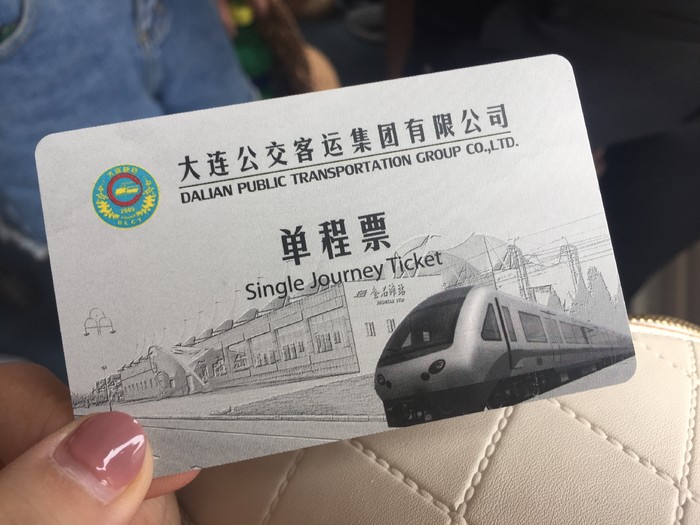 大连公交客运集团有限公司
DALIAN PUBLIC TRANSPORTATION GROUP CO.,LTD.
单程票
Single Journey Ticket
金石滩站